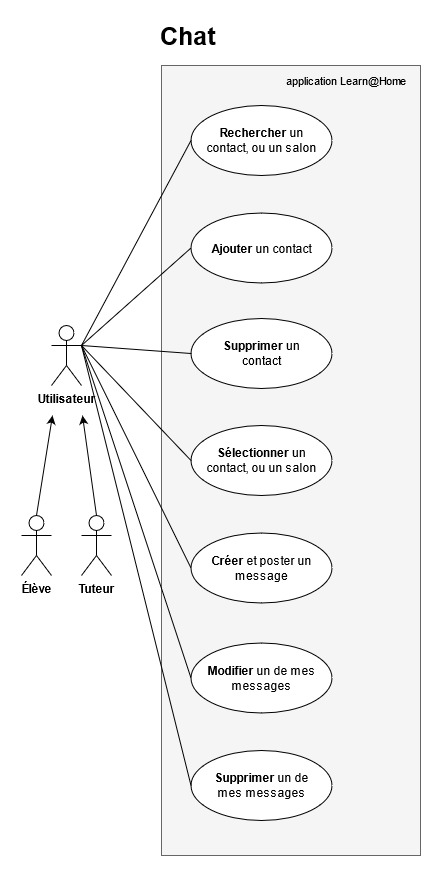 Chat
application Learn@Home
Rechercher un
contact, ou un salon
Ajouter un contact
Supprimer un
contact
Utilisateur
Sélectionner un
contact, ou un salon
Créer et poster un
message
Élève
Tuteur
Modifier un de mes
messages
Supprimer un de
mes messages